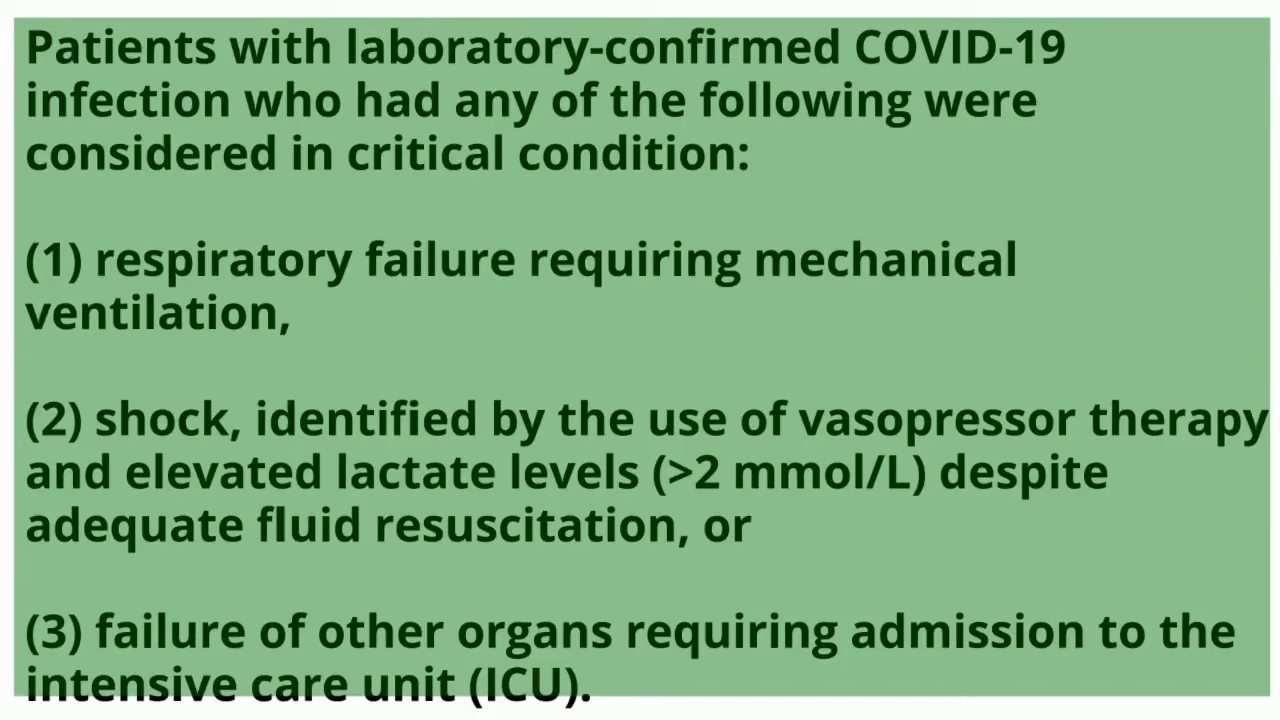 Patients with laboratory-confirmed COVID-19
infection who had any of the following were
considered in critical condition:
(1) respiratory failure requiring mechanical
ventilation,
(2) shock, identified by the use of vasopressor therapy
and elevated lactate levels (>2 mmol/L) despite
adequate fluid resuscitation, or
(3) failure of other organs requiring admission to the
intensive care unit (ICU).